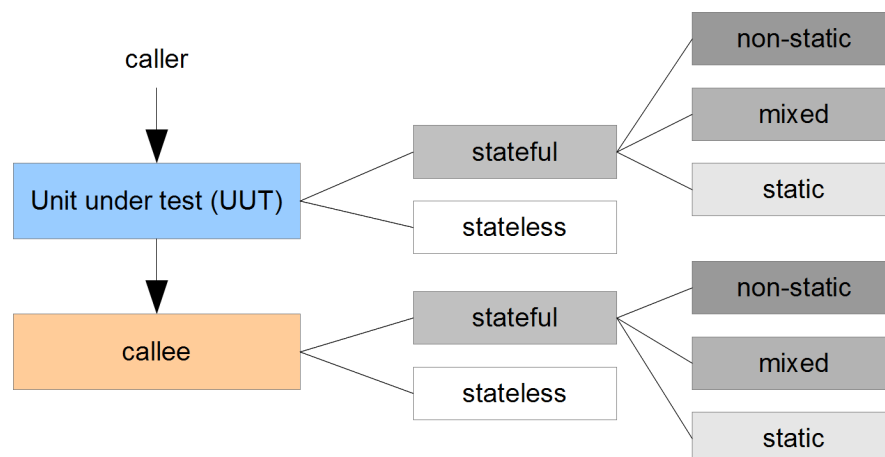 non-static
caller
mixed
stateful
Unit under test (UUT)
static
stateless
non-static
stateful
callee
mixed
stateless
static